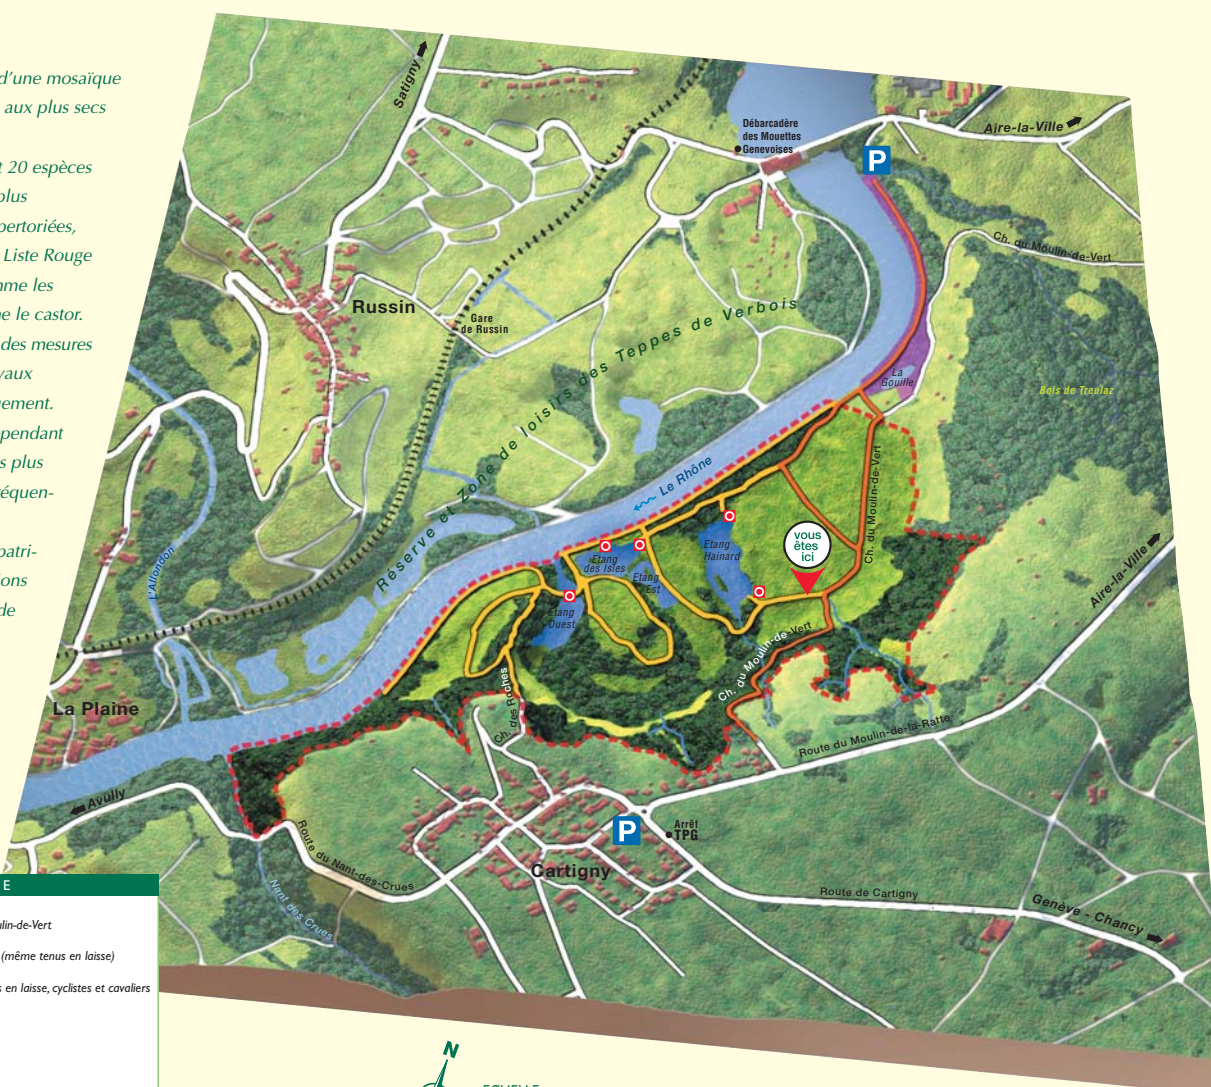 d'une mosaïque
aux plus secs
t 20 espèces
plus
pertoriées,
Liste Rouge
mme les
e le castor.
des mesures
vaux
gement.
pendant
s plus
réquen-
patri-
ions
de
Satigny
Débarcadère
des Mouettes
Genevoises
P
Aire-la-Ville
Ch. du Moulin-de-Vert
Russin
Gare
de Russin
Réserve et Zone de loisirs des Teppes de Verbois
La
Gouille
Bois de Treulaz
Le Rhône
Ch. du Moulin-de-Vert
vous
êtes
ici
Etang
Hainard
Etang
des Isles
Etang
Est
Etang
Ouest
L'Allondon
Aire-la-Ville
Ch. du Moulin-de-Vert
Ch. des Roches
La Plaine
Route du Moulin-de-la-Ratte
Avully
Route du Nant-des-Crues
Nant des Crues
P
Arrêt
TPG
Cartigny
Route de Cartigny
Genève - Chancy
E
ulin-de-Vert
(même tenus en laisse)
s en laisse, cyclistes et cavaliers
N